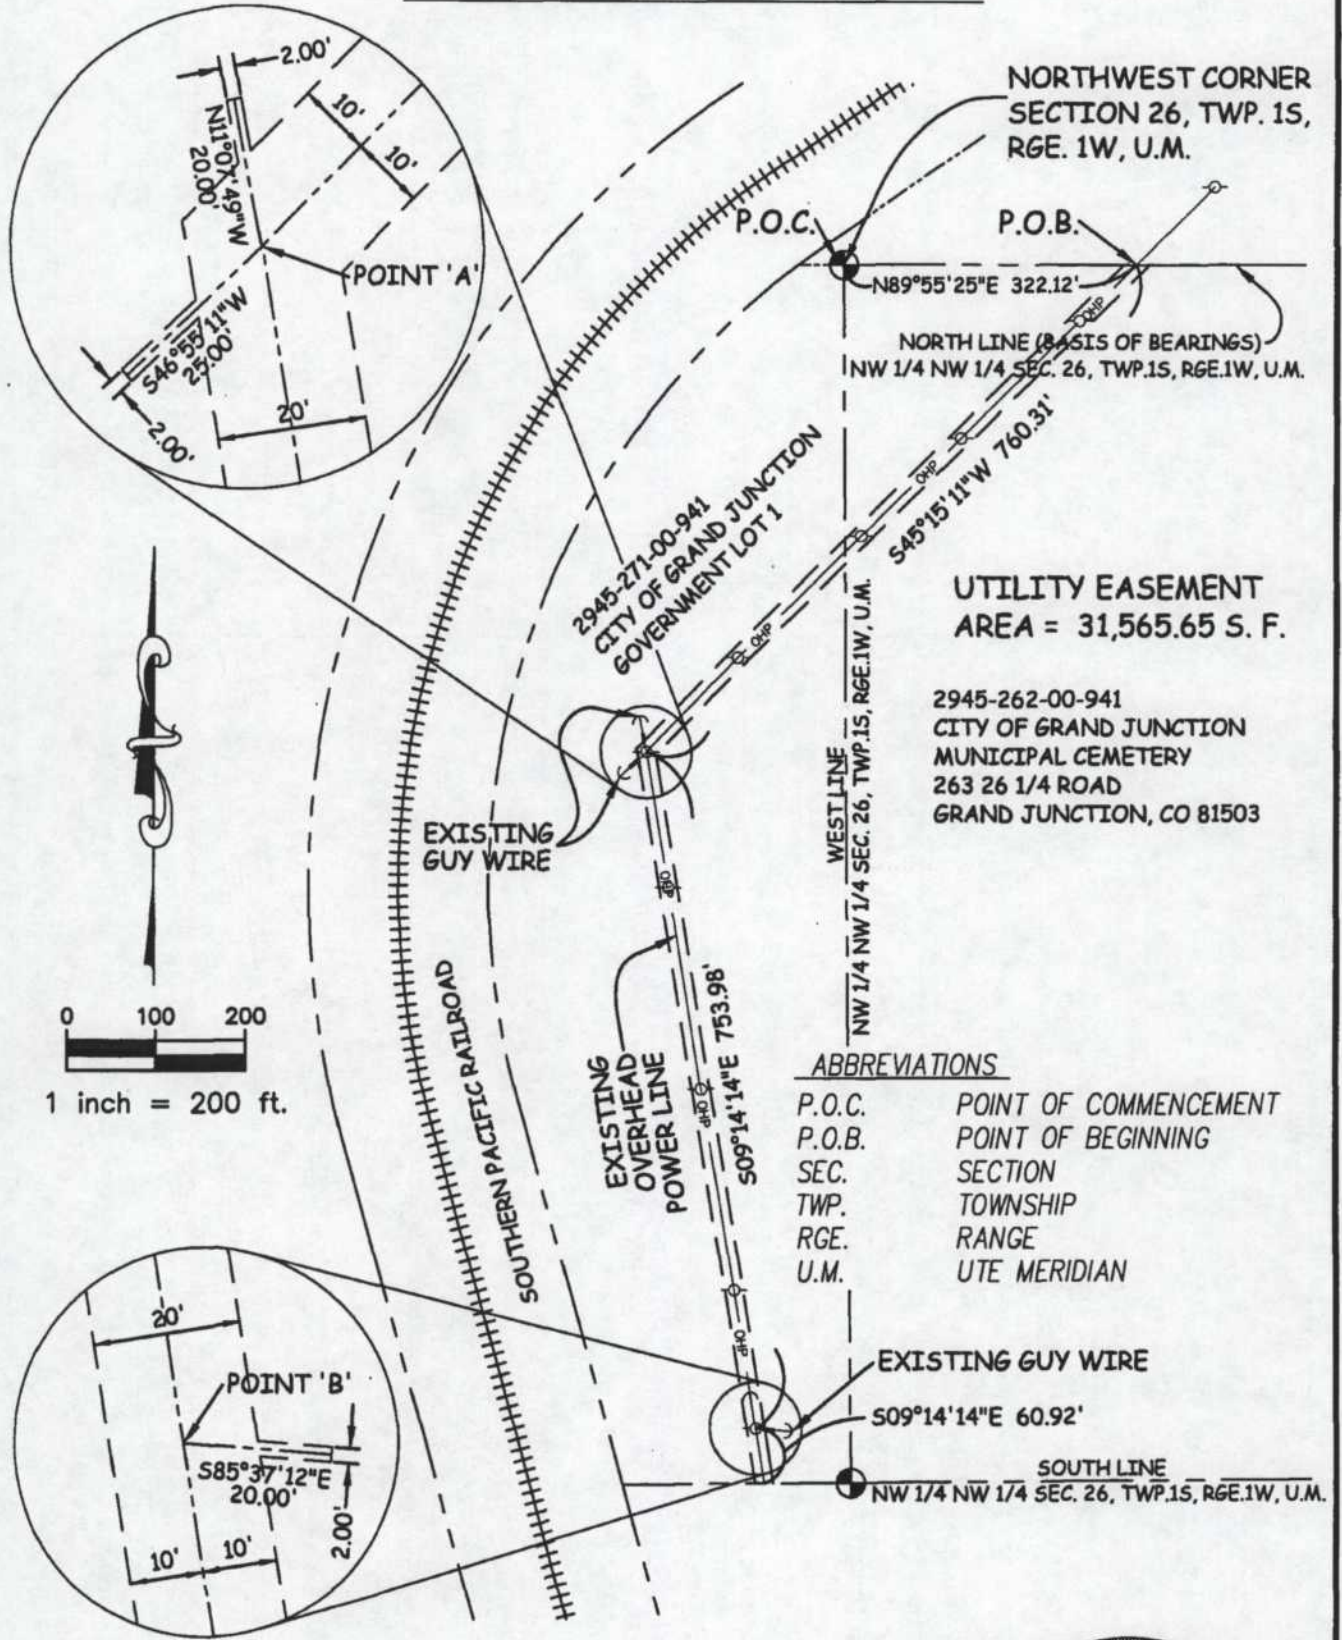 2.00'
10'
10'
N11°07'49"W
20.00'
POINT 'A'
S46°55'11"W
25.00'
2.00'
20'
NORTHWEST CORNER
SECTION 26, TWP. 1S,
RGE. 1W, U.M.
P.O.C.
P.O.B.
N89°55'25"E 322.12'
OHP
NORTH LINE (BASIS OF BEARINGS)
NW 1/4 NW 1/4 SEC. 26, TWP.1S, RGE.1W, U.M.
S45°15'11"W 760.31'
OHP
OHP
2945-271-00-941
CITY OF GRAND JUNCTION
GOVERNMENT LOT 1
UTILITY EASEMENT
AREA = 31,565.65 S. F.
2945-262-00-941
CITY OF GRAND JUNCTION
MUNICIPAL CEMETERY
263 26 1/4 ROAD
GRAND JUNCTION, CO 81503
WEST LINE
NW 1/4 NW 1/4 SEC. 26, TWP.1S, RGE.1W, U.M.
EXISTING
GUY WIRE
OHP
0 100 200
1 inch = 200 ft.
SOUTHERN PACIFIC RAILROAD
EXISTING
OVERHEAD
POWER LINE
OHP
S09°14'14"E 753.98'
ABBREVIATIONS
P.O.C. POINT OF COMMENCEMENT
P.O.B. POINT OF BEGINNING
SEC. SECTION
TWP. TOWNSHIP
RGE. RANGE
U.M. UTE MERIDIAN
OHP
EXISTING GUY WIRE
S09°14'14"E 60.92'
SOUTH LINE
NW 1/4 NW 1/4 SEC. 26, TWP.1S, RGE.1W, U.M.
20'
POINT 'B'
S85°37'12"E
20.00'
2.00'
10'
10'